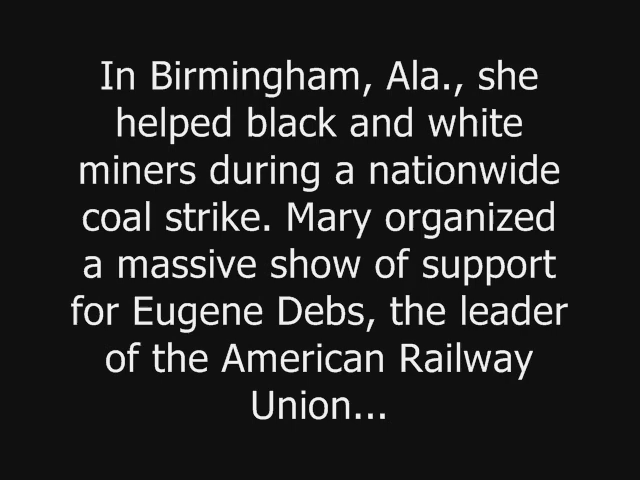 In Birmingham, Ala., she
helped black and white
miners during a nationwide
coal strike. Mary organized
a massive show of support
for Eugene Debs, the leader
of the American Railway
Union...